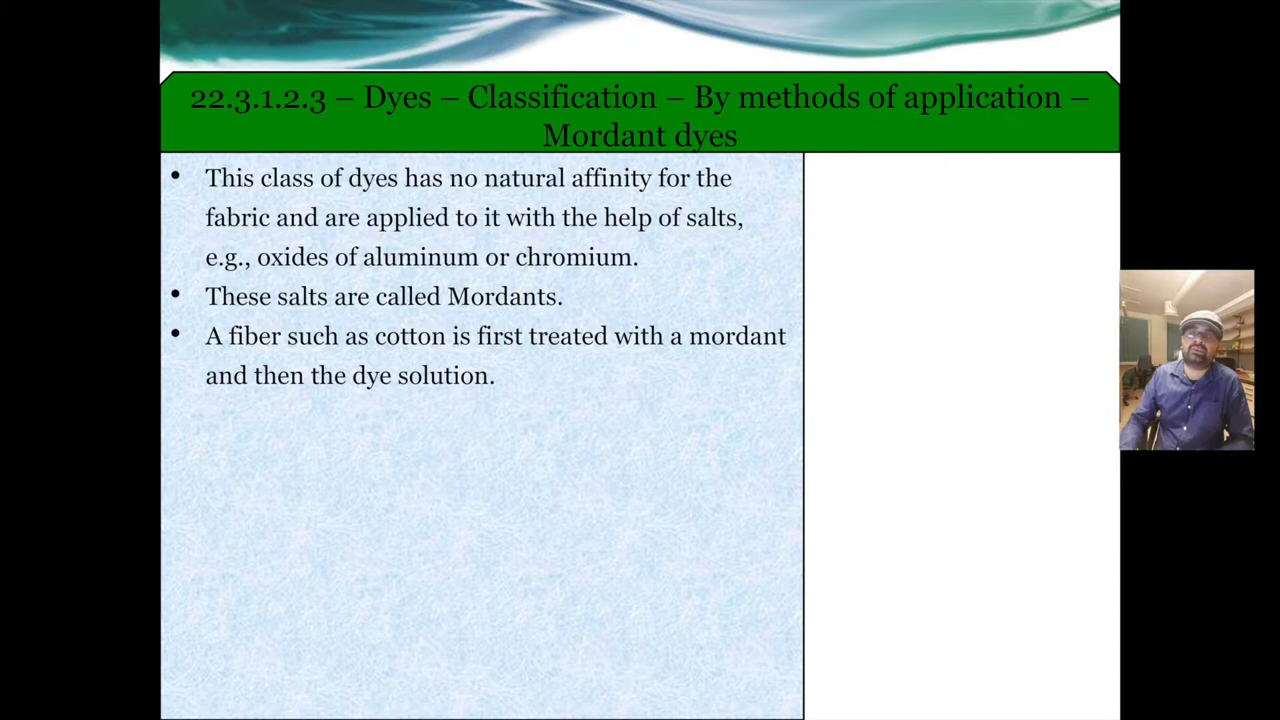 22.3.1.2.3 – Dyes – Classification – By methods of application –
Mordant dyes
• This class of dyes has no natural affinity for the
fabric and are applied to it with the help of salts,
e.g., oxides of aluminum or chromium.
• These salts are called Mordants.
• A fiber such as cotton is first treated with a mordant
and then the dye solution.